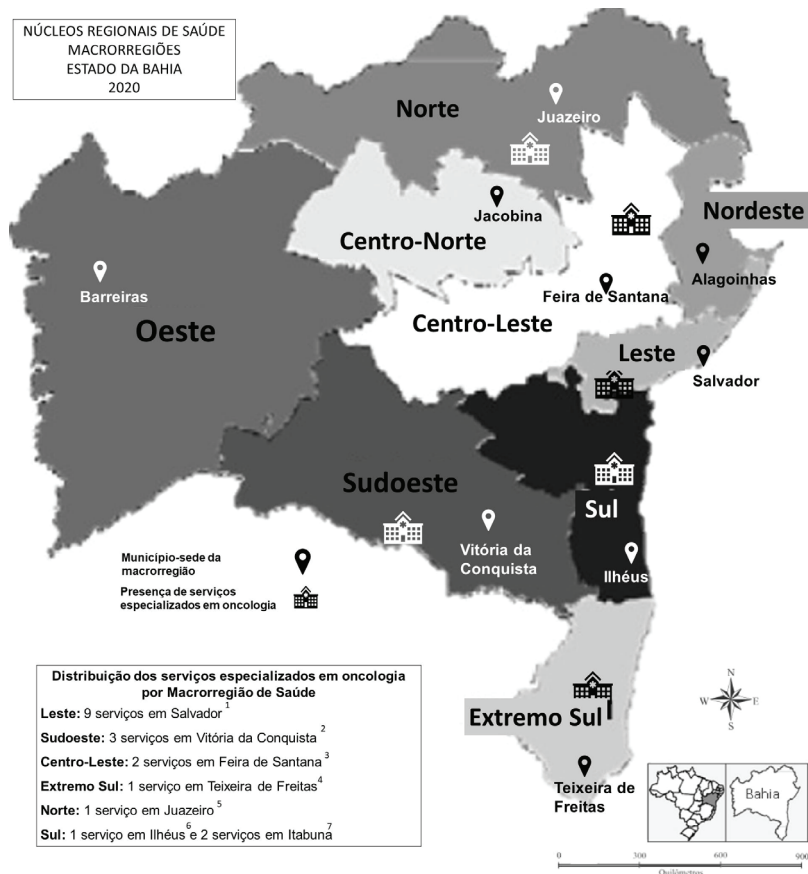 NÚCLEOS REGIONAIS DE SAÚDE
MACRORREGIÕES
ESTADO DA BAHIA
2020
Norte
Juazeiro
Jacobina
Centro-Norte
Nordeste
Alagoinhas
Barreiras
Oeste
Feira de Santana
Centro-Leste
Leste
Salvador
Sudoeste
Sul
Vitória da
Conquista
Ilhéus
Município-sede da
macrorregião
Presença de serviços
especializados em oncologia
Extremo Sul
Teixeira de
Freitas
Distribuição dos serviços especializados em oncologia
por Macrorregião de Saúde
Leste: 9 serviços em Salvador 1
Sudoeste: 3 serviços em Vitória da Conquista 2
Centro-Leste: 2 serviços em Feira de Santana 3
Extremo Sul: 1 serviço em Teixeira de Freitas 4
Norte: 1 serviço em Juazeiro 5
Sul: 1 serviço em Ilhéus 6 e 2 serviços em Itabuna 7
N
W E
S
Bahia
0 300 600 900
Quilômetros